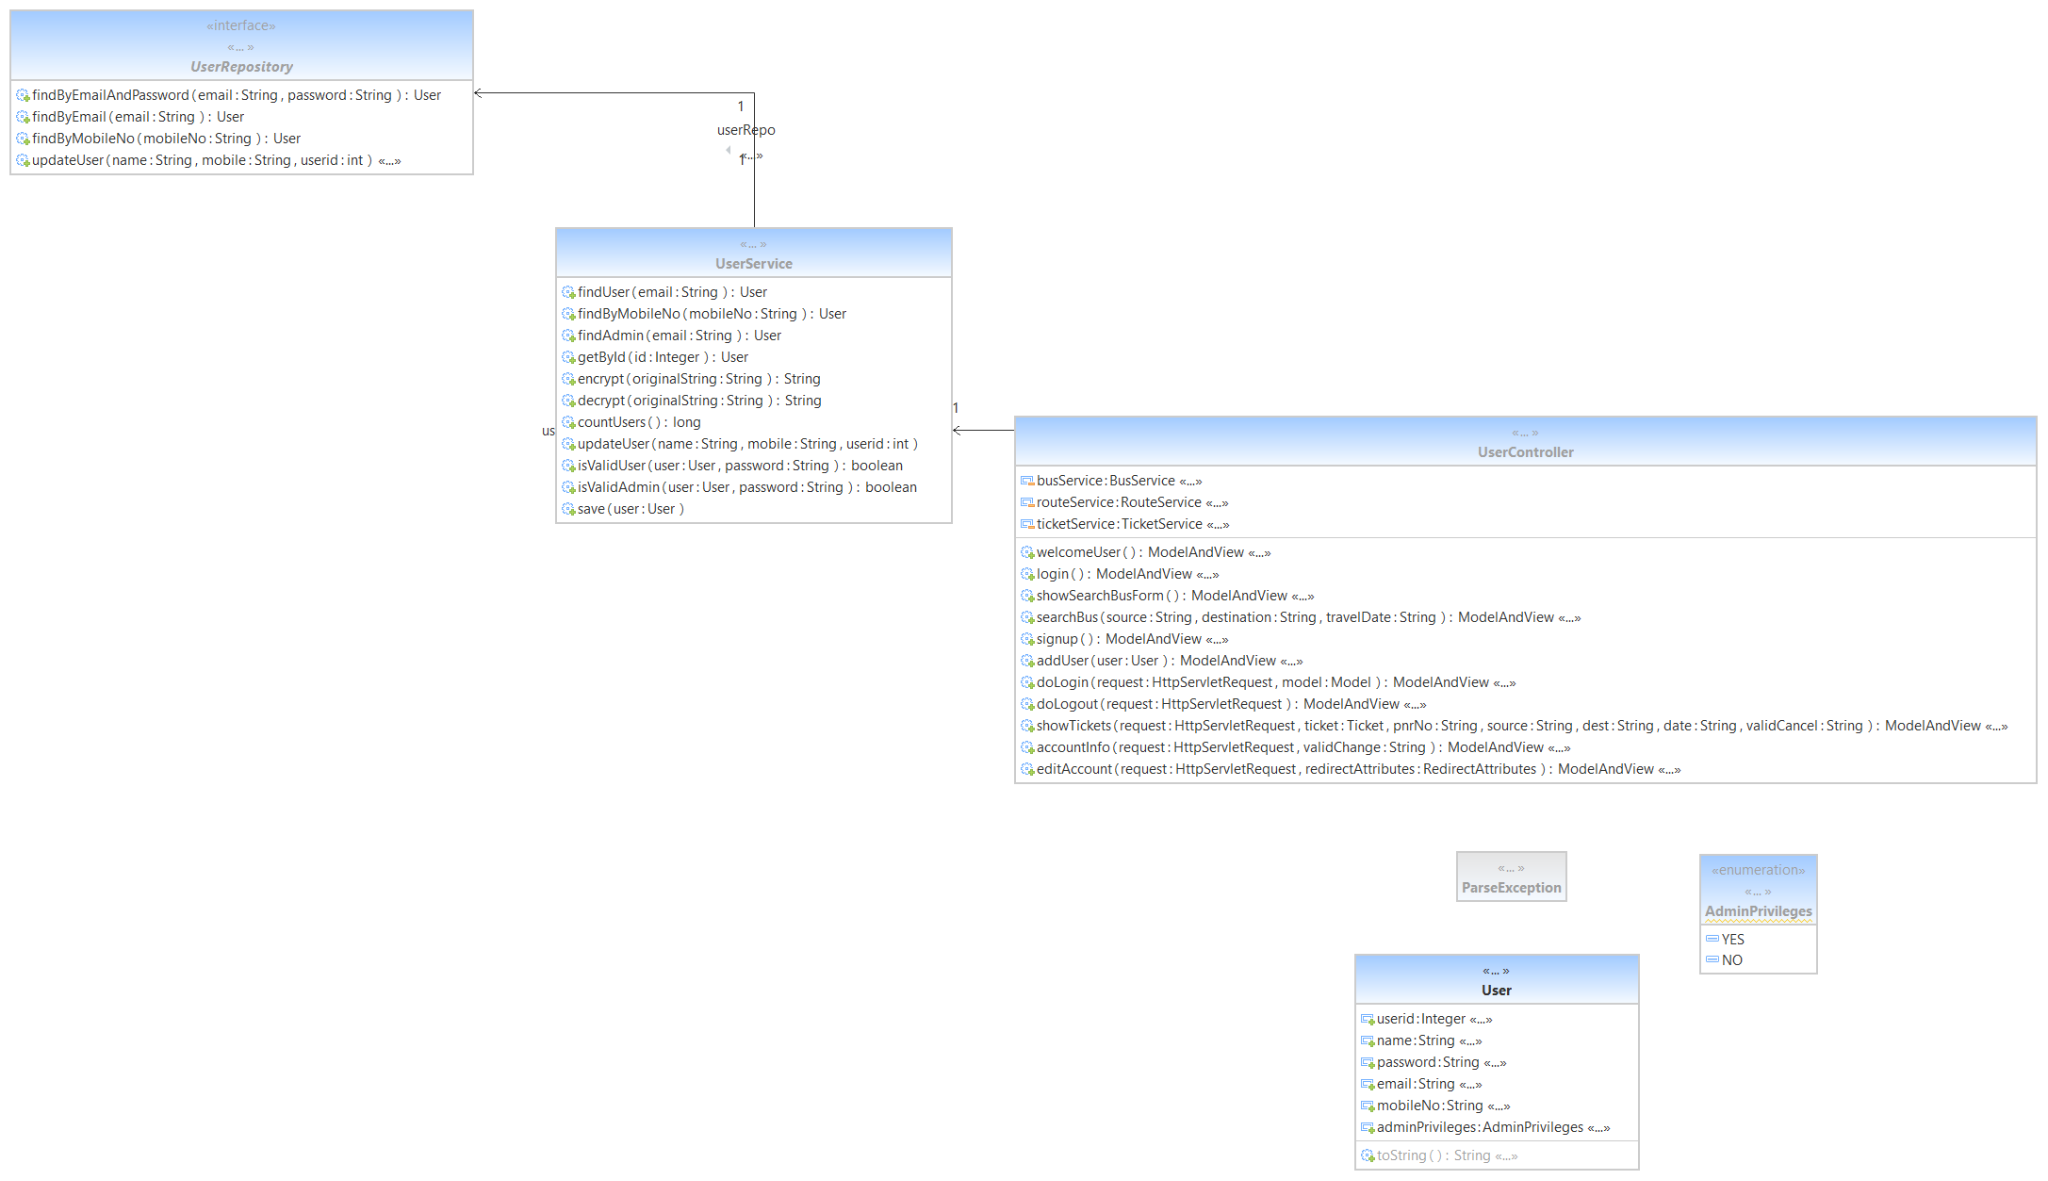 «interface»
«... »
UserRepository
findByEmailAndPassword(email:String, password:String ): User
findByEmail(email:String ): User
findByMobileNo(mobileNo:String ): User
updateUser(name:String, mobile:String, userid:int ) «...»
1
userRepo
1
«...»
«... »
UserService
findUser(email:String ): User
findByMobileNo(mobileNo:String ): User
findAdmin(email:String ): User
getById(id:Integer ): User
encrypt(originalString:String ): String
decrypt(originalString:String ): String
countUsers(): long
updateUser(name:String, mobile:String, userid:int )
isValidUser(user:User, password:String ): boolean
isValidAdmin(user:User, password:String ): boolean
save(user:User )
us
1
«... »
UserController
busService:BusService «...»
routeService:RouteService «...»
ticketService:TicketService «...»
welcomeUser(): ModelAndView «...»
login(): ModelAndView «...»
showSearchBusForm(): ModelAndView «...»
searchBus(source:String, destination:String, travelDate:String ): ModelAndView «...»
signup(): ModelAndView «...»
addUser(user:User ): ModelAndView «...»
doLogin(request:HttpServletRequest, model:Model ): ModelAndView «...»
doLogout(request:HttpServletRequest ): ModelAndView «...»
showTickets(request:HttpServletRequest, ticket:Ticket, pnrNo:String, source:String, dest:String, date:String, validCancel:String ): ModelAndView «...»
accountInfo(request:HttpServletRequest, validChange:String ): ModelAndView «...»
editAccount(request:HttpServletRequest, redirectAttributes:RedirectAttributes ): ModelAndView «...»
«... »
ParseException
«enumeration»
«... »
AdminPrivileges
YES
NO
«... »
User
userid:Integer «...»
name:String «...»
password:String «...»
email:String «...»
mobileNo:String «...»
adminPrivileges:AdminPrivileges «...»
toString(): String «...»